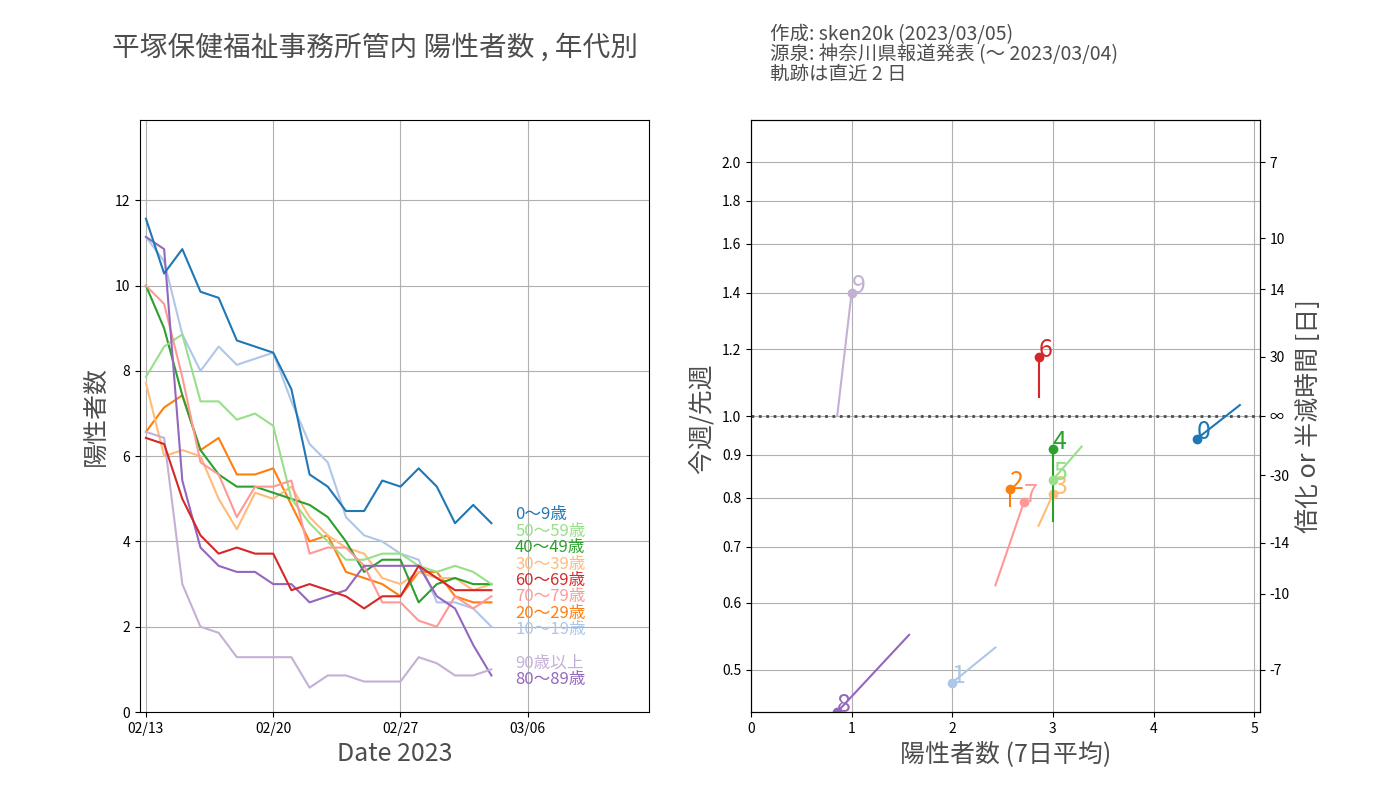 平塚保健福祉事務所管内 陽性者数 , 年代別
作成: sken20k (2023/03/05)
源泉: 神奈川県報道発表 (～ 2023/03/04)
軌跡は直近 2 日
陽性者数
12
10
8
6
4
2
0
02/13
02/20
02/27
03/06
Date 2023
0～9歳
50～59歳
40～49歳
30～39歳
60～69歳
70～79歳
20～29歳
10～19歳
90歳以上
80～89歳
今週/先週
2.0
1.8
1.6
1.4
1.2
1.0
0.9
0.8
0.7
0.6
0.5
0
1
2
3
4
5
陽性者数 (7日平均)
9
6
0
4
5
3
2
7
1
8
7
10
14
30
∞
-30
-14
-10
-7
倍化 or 半減時間 [日]